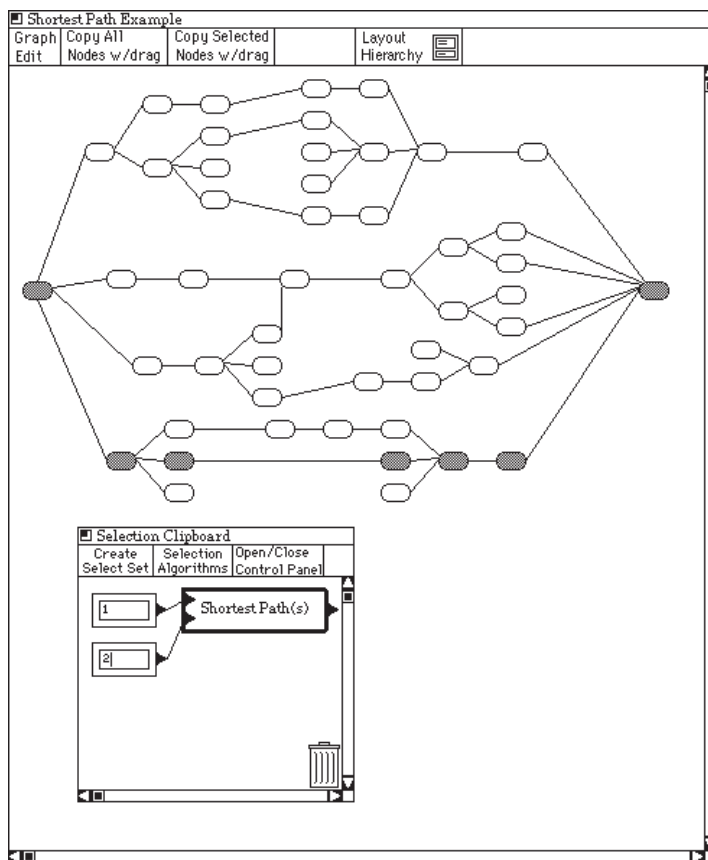 Shortest Path Example
Graph Edit
Copy All Nodes w/drag
Copy Selected Nodes w/drag
Layout Hierarchy
Selection Clipboard
Create Select Set
Selection Algorithms
Open/Close Control Panel
1
Shortest Path(s)
2